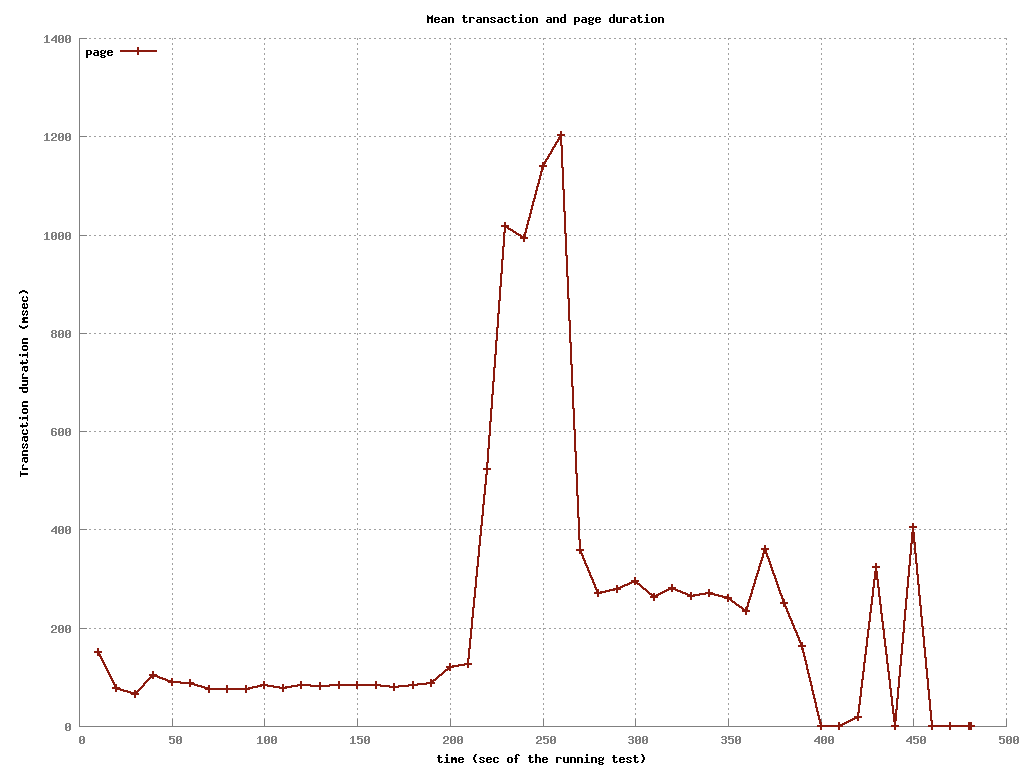 Mean transaction and page duration
page
1400
1200
1000
800
600
400
200
0
Transaction duration (msec)
0 50 100 150 200 250 300 350 400 450 500
time (sec of the running test)